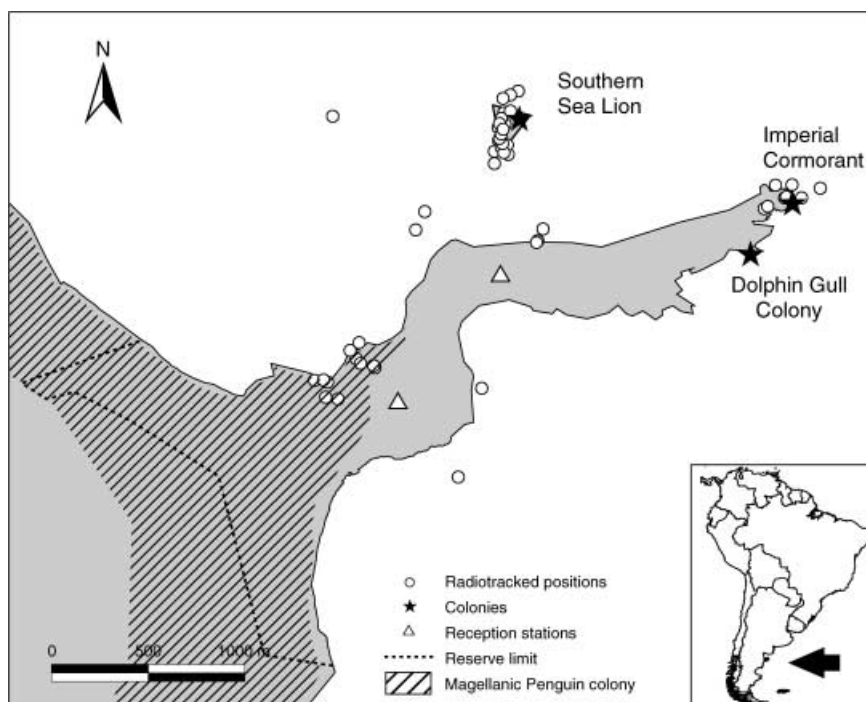 N
Southern
Sea Lion
Imperial
Cormorant
Dolphin Gull
Colony
Radiotracked positions
Colonies
Reception stations
Reserve limit
Magellanic Penguin colony
0 500 1000 m